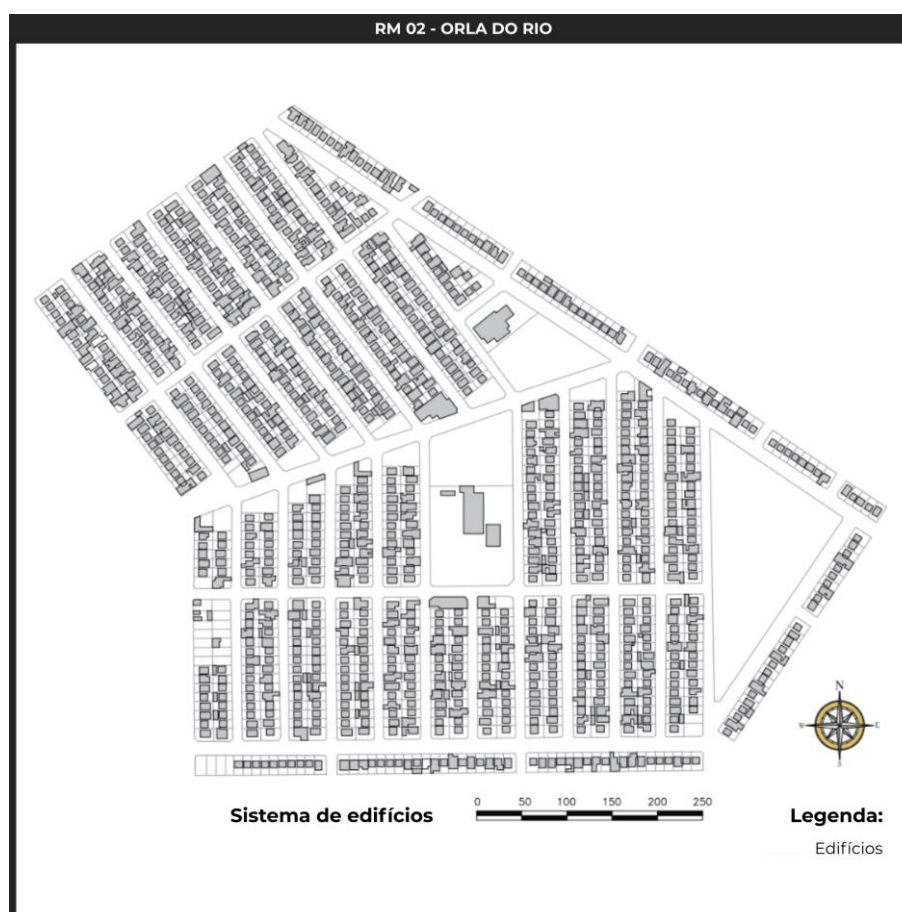 RM 02 - ORLA DO RIO
N
W
E
S
Sistema de edifícios
0 50 100 150 200 250
Legenda:
Edifícios